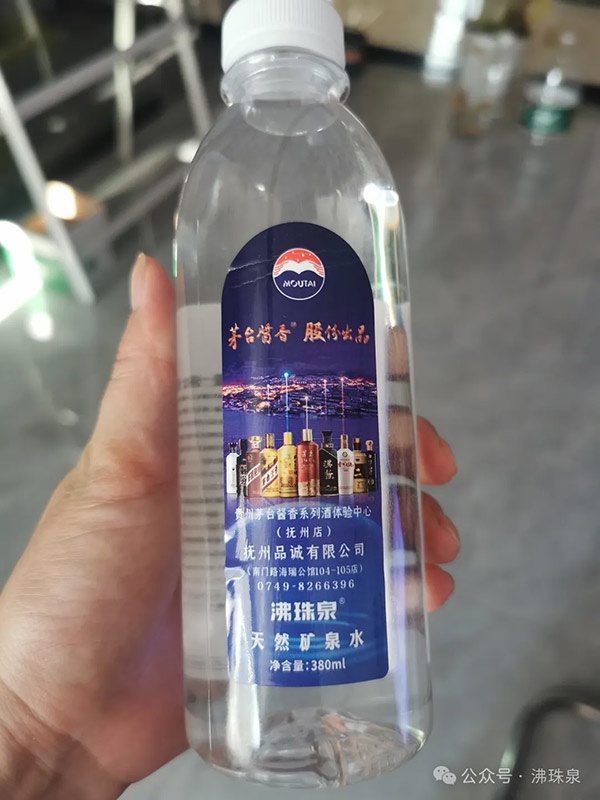 MOUTAI
茅台酱香 股份出品
贵州茅台酱香系列酒体验中心
(抚州店)
抚州品诚有限公司
(南门路海瑞公馆104-105店)
0749-8266396
沸珠泉®
天然矿泉水
净含量:380ml
公众号·沸珠泉